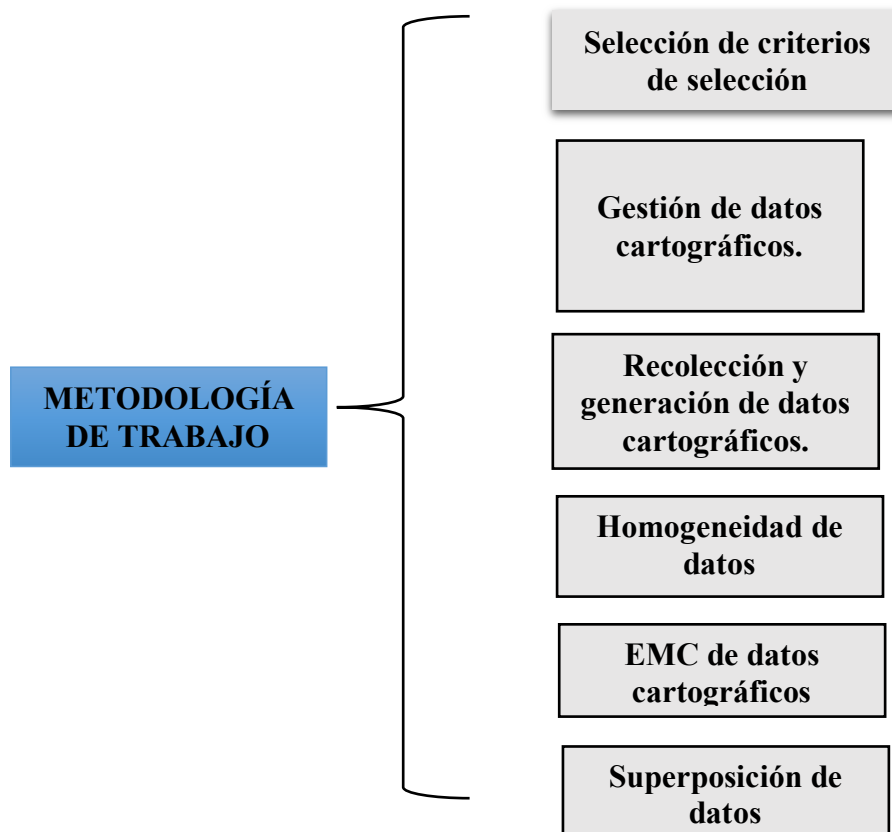 Selección de criterios
de selección
Gestión de datos
cartográficos.
METODOLOGÍA
DE TRABAJO
Recolección y
generación de datos
cartográficos.
Homogeneidad de
datos
EMC de datos
cartográficos
Superposición de
datos